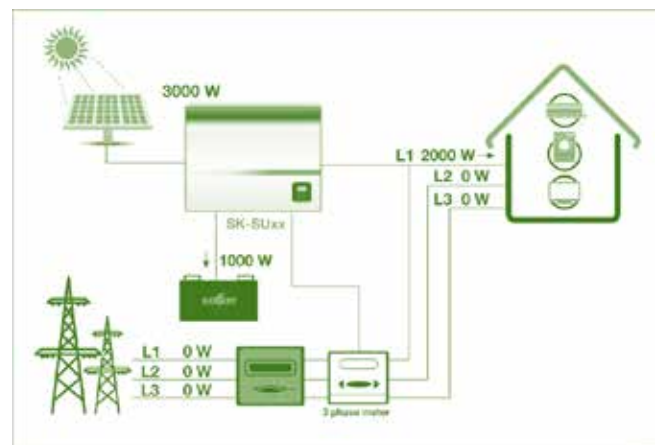 3000 W
L1 2000 W
L2 0 W
L3 0 W
SK-SUxx
1000 W
L1 0 W
L2 0 W
L3 0 W
3 phase meter